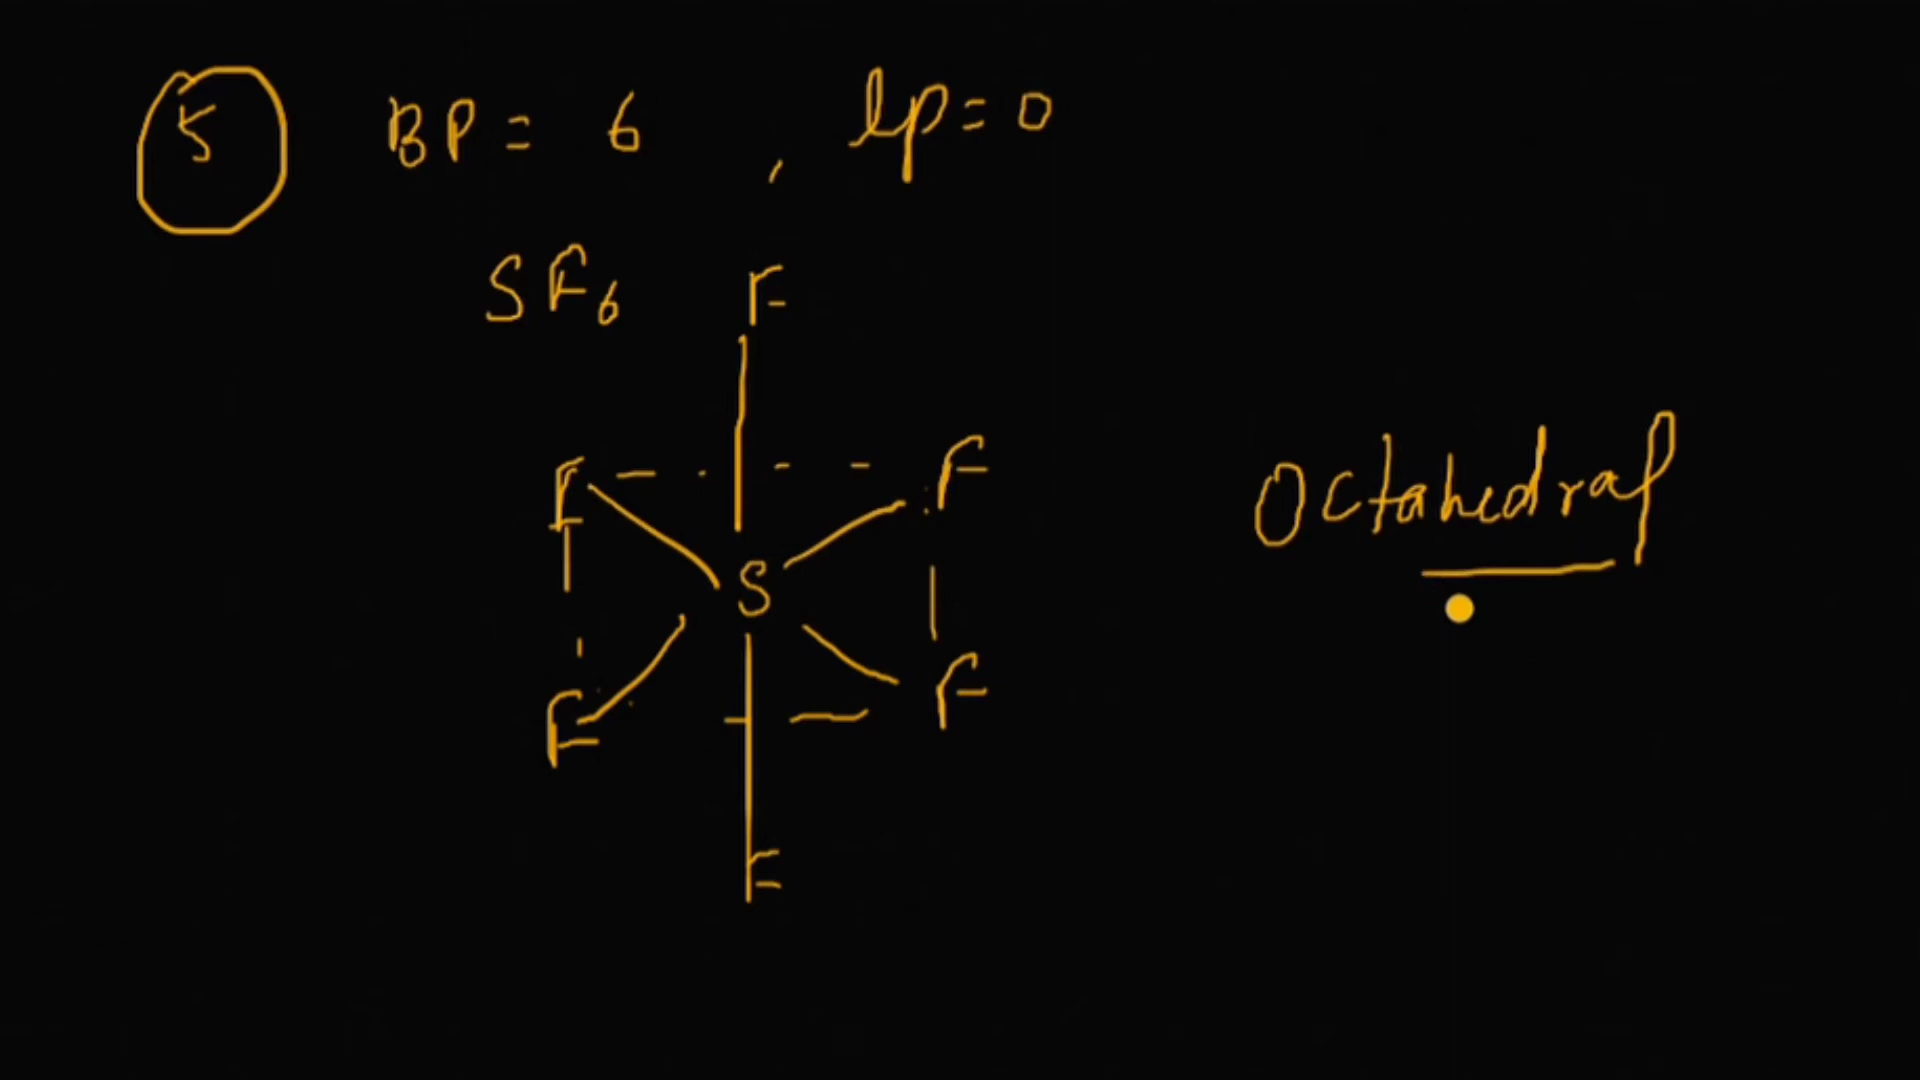 5 BP = 6 , lp = 0
SF6
F
F F
Octahedral
S
F F
F